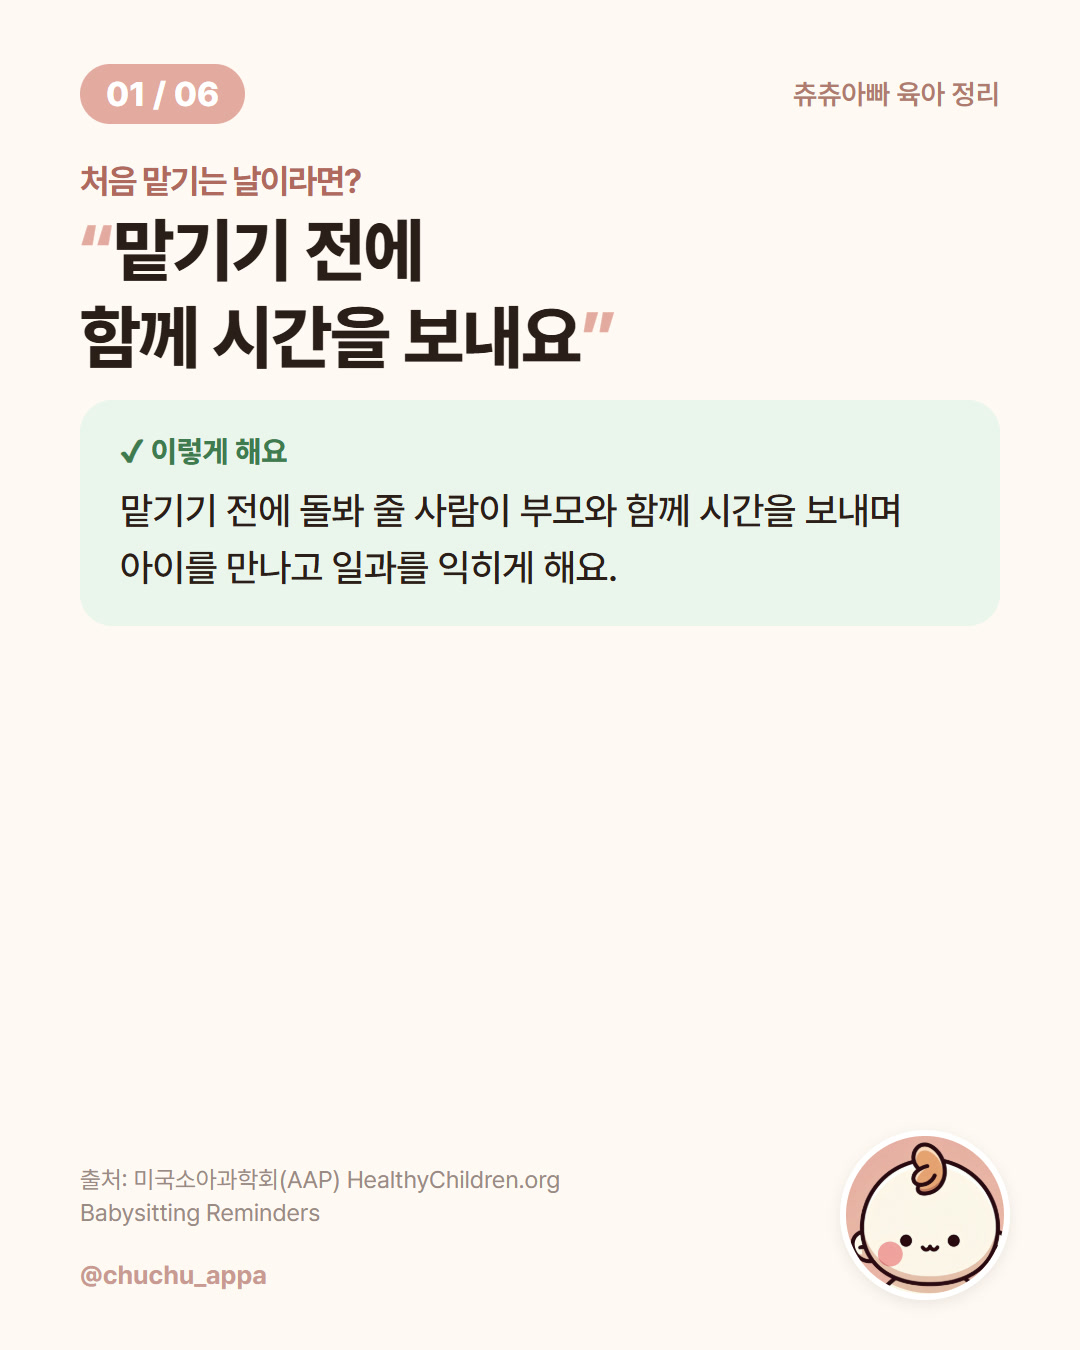 01 / 06
츄츄아빠 육아 정리
처음 맡기는 날이라면?
“맡기기 전에
함께 시간을 보내요”
✓ 이렇게 해요
맡기기 전에 돌봐 줄 사람이 부모와 함께 시간을 보내며
아이를 만나고 일과를 익히게 해요.
출처: 미국소아과학회(AAP) HealthyChildren.org
Babysitting Reminders
@chuchu_appa